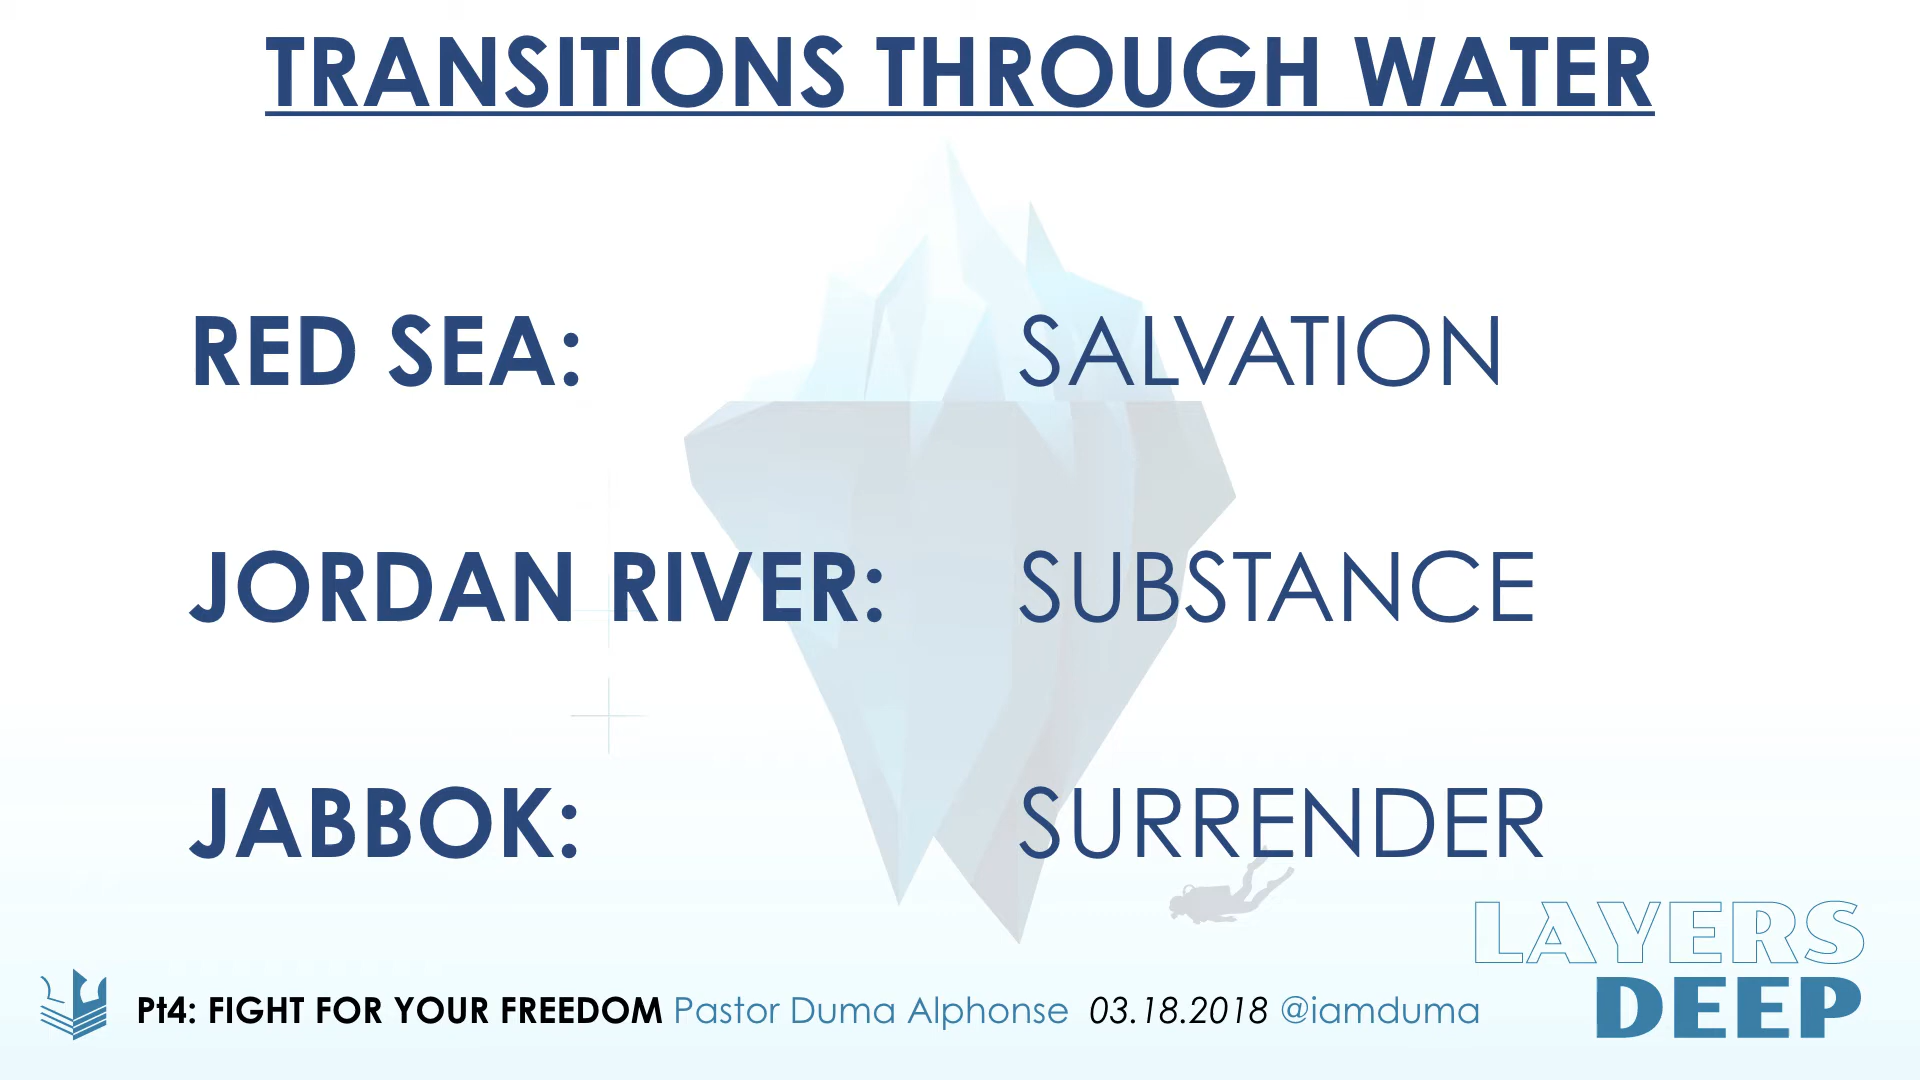 TRANSITIONS THROUGH WATER
RED SEA: SALVATION
JORDAN RIVER: SUBSTANCE
JABBOK: SURRENDER
LAYERS
DEEP
Pt4: FIGHT FOR YOUR FREEDOM Pastor Duma Alphonse 03.18.2018 @iamduma